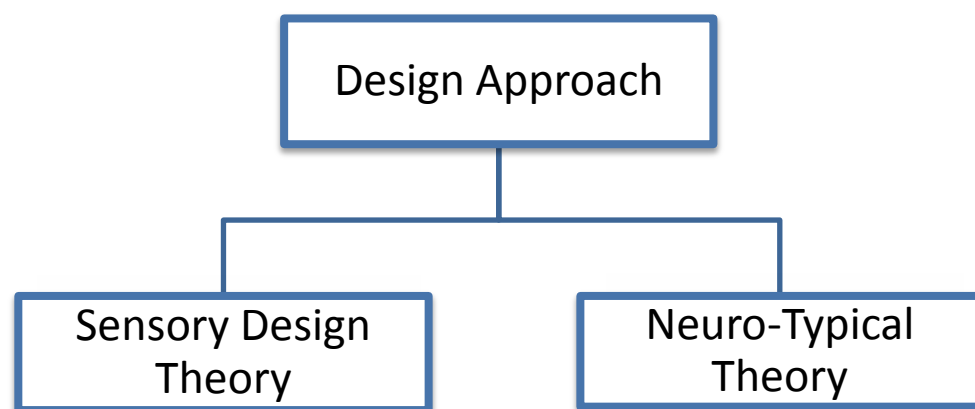 Design Approach
Sensory Design
Theory
Neuro-Typical
Theory